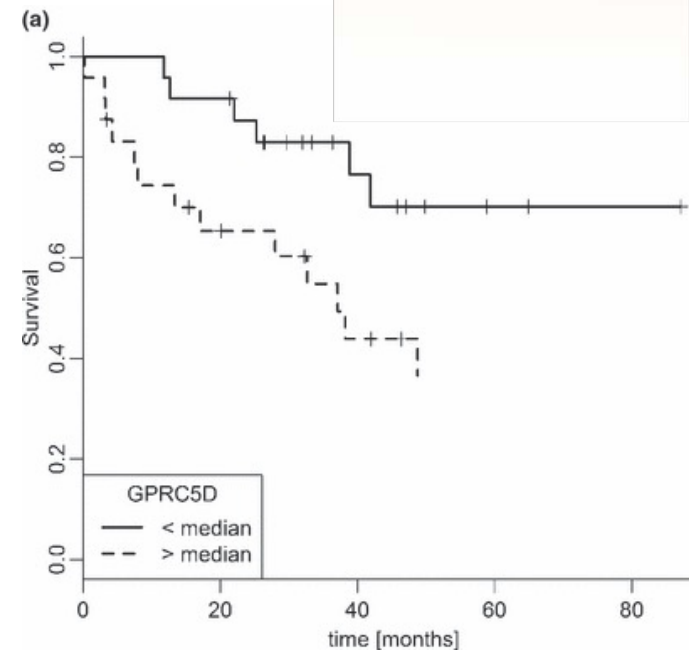 (a)
1.0
0.8
0.6
0.4
0.2
0.0
Survival
GPRC5D
< median
> median
0 20 40 60 80
time [months]